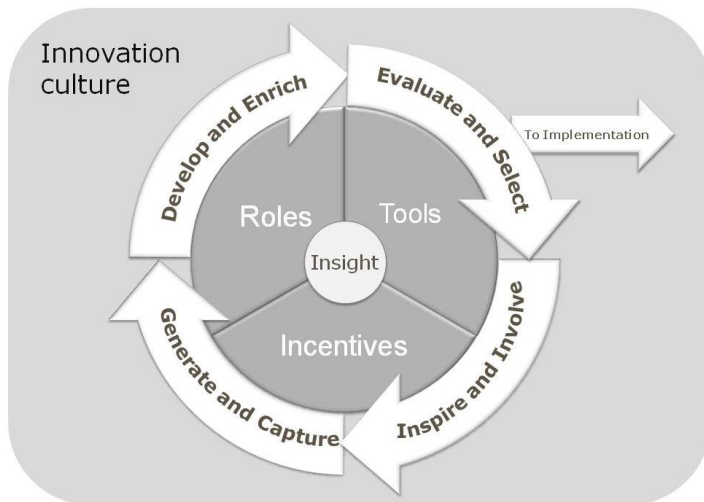 Innovation
culture
Develop and Enrich
Evaluate and Select
To Implementation
Roles
Tools
Insight
Incentives
Generate and Capture
Inspire and Involve